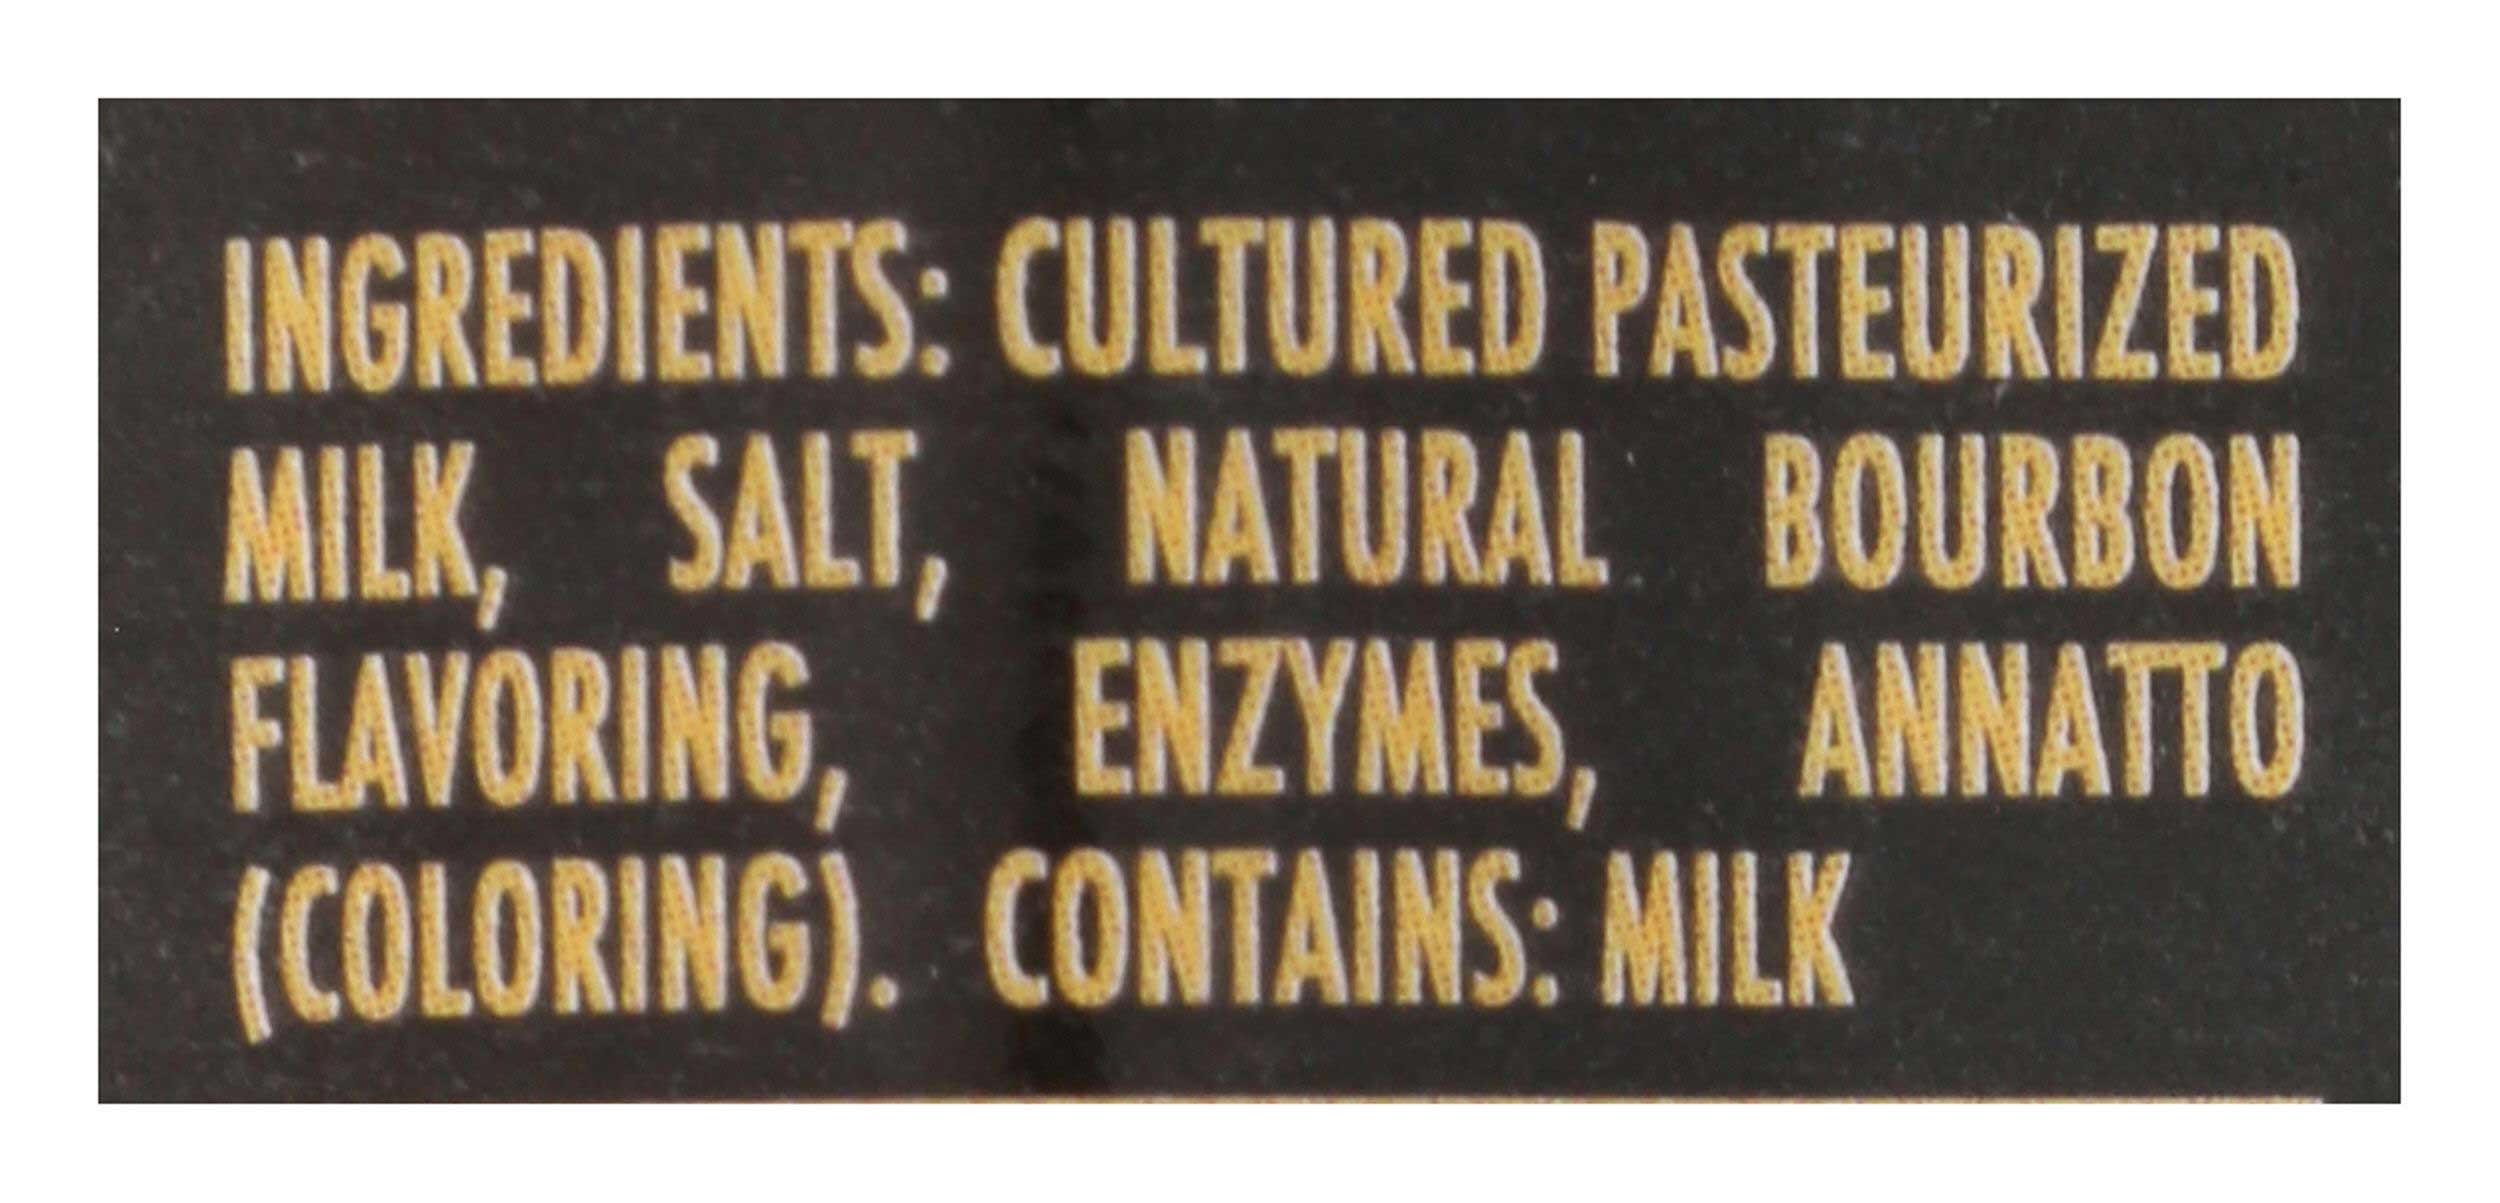 INGREDIENTS: CULTURED PASTEURIZED
MILK, SALT, NATURAL BOURBON
FLAVORING, ENZYMES, ANNATTO
(COLORING). CONTAINS: MILK